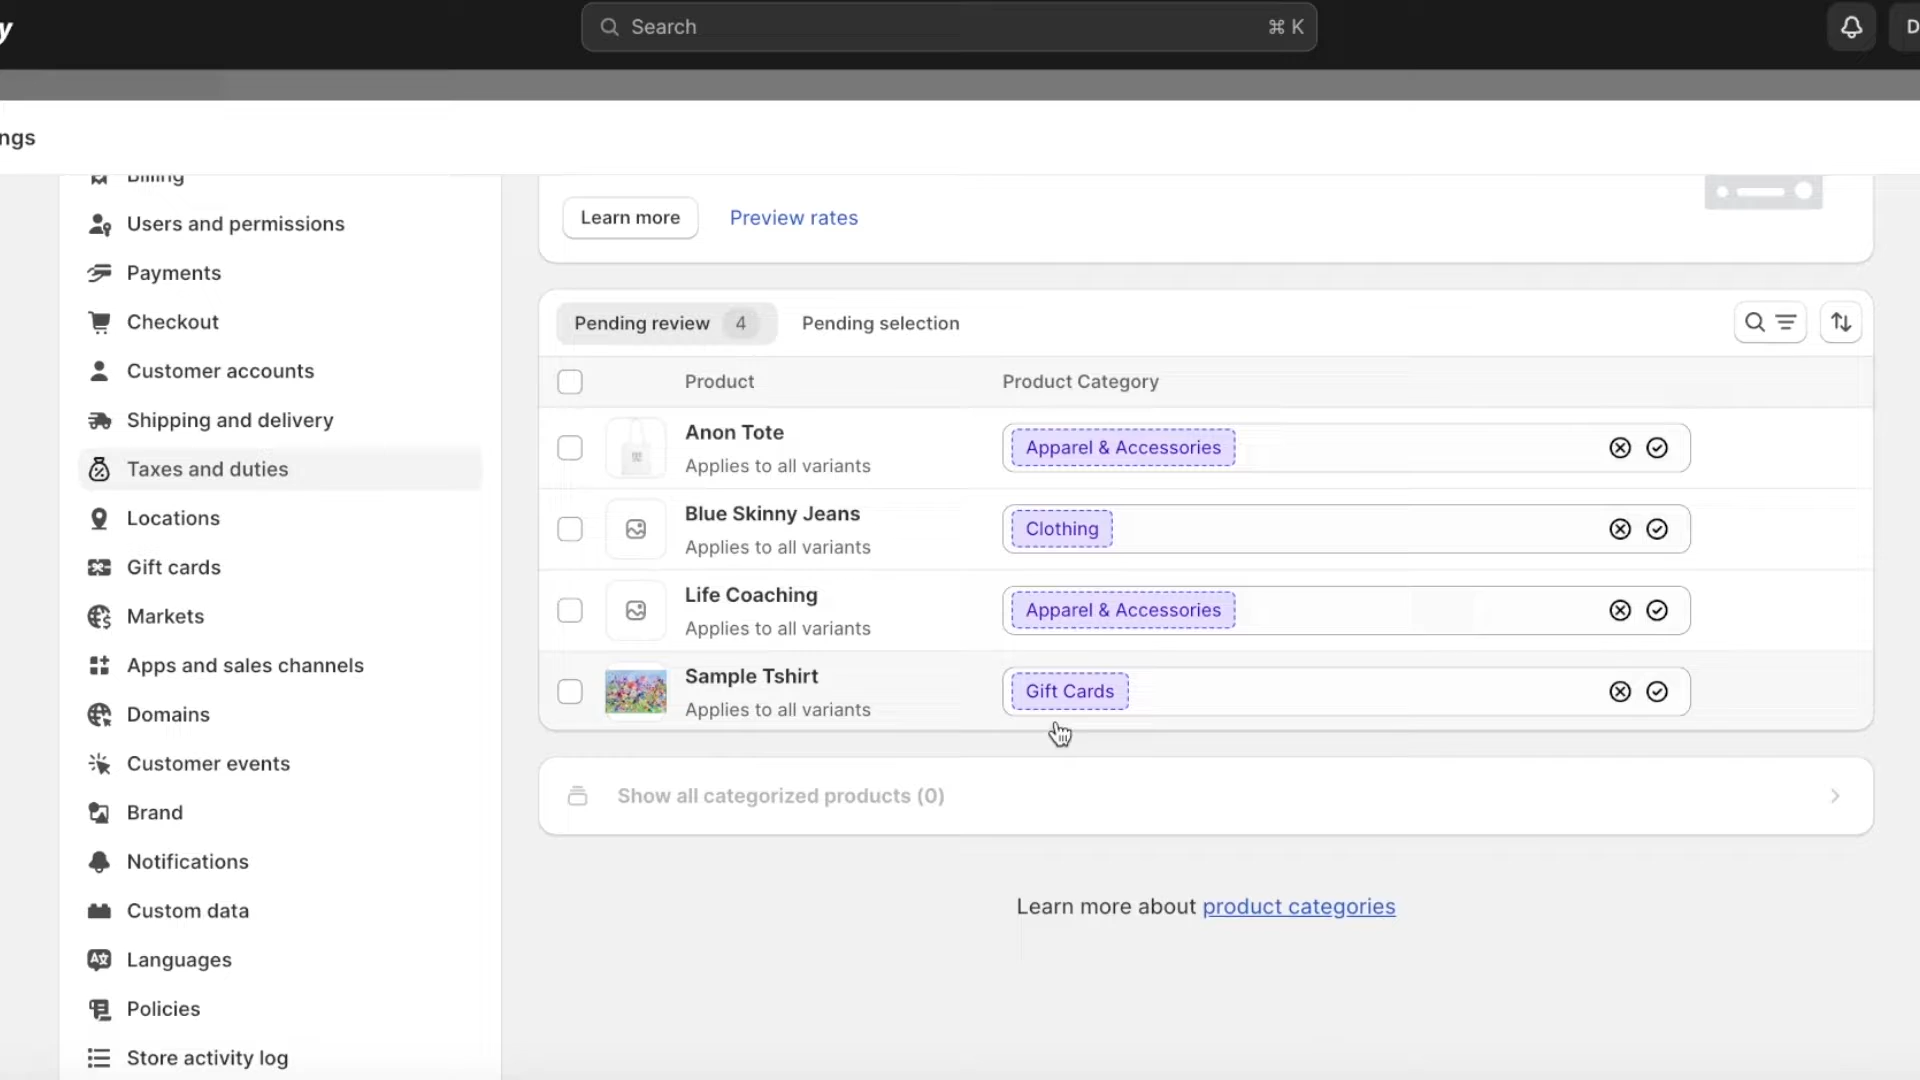 y
Search
⌘ K
D
ngs
Billing
Users and permissions
Payments
Checkout
Customer accounts
Shipping and delivery
Taxes and duties
Locations
Gift cards
Markets
Apps and sales channels
Domains
Customer events
Brand
Notifications
Custom data
Languages
Policies
Store activity log
Learn more
Preview rates
Pending review 4
Pending selection
Product
Product Category
Anon Tote
Applies to all variants
Apparel & Accessories
Blue Skinny Jeans
Applies to all variants
Clothing
Life Coaching
Applies to all variants
Apparel & Accessories
Sample Tshirt
Applies to all variants
Gift Cards
Show all categorized products (0)
Learn more about product categories